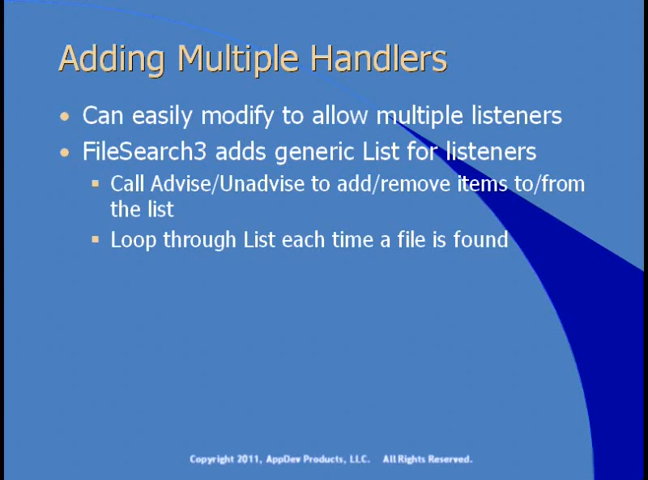 Adding Multiple Handlers
Can easily modify to allow multiple listeners
FileSearch3 adds generic List for listeners
Call Advise/Unadvise to add/remove items to/from
the list
Loop through List each time a file is found
Copyright 2011, AppDev Products, LLC. All Rights Reserved.